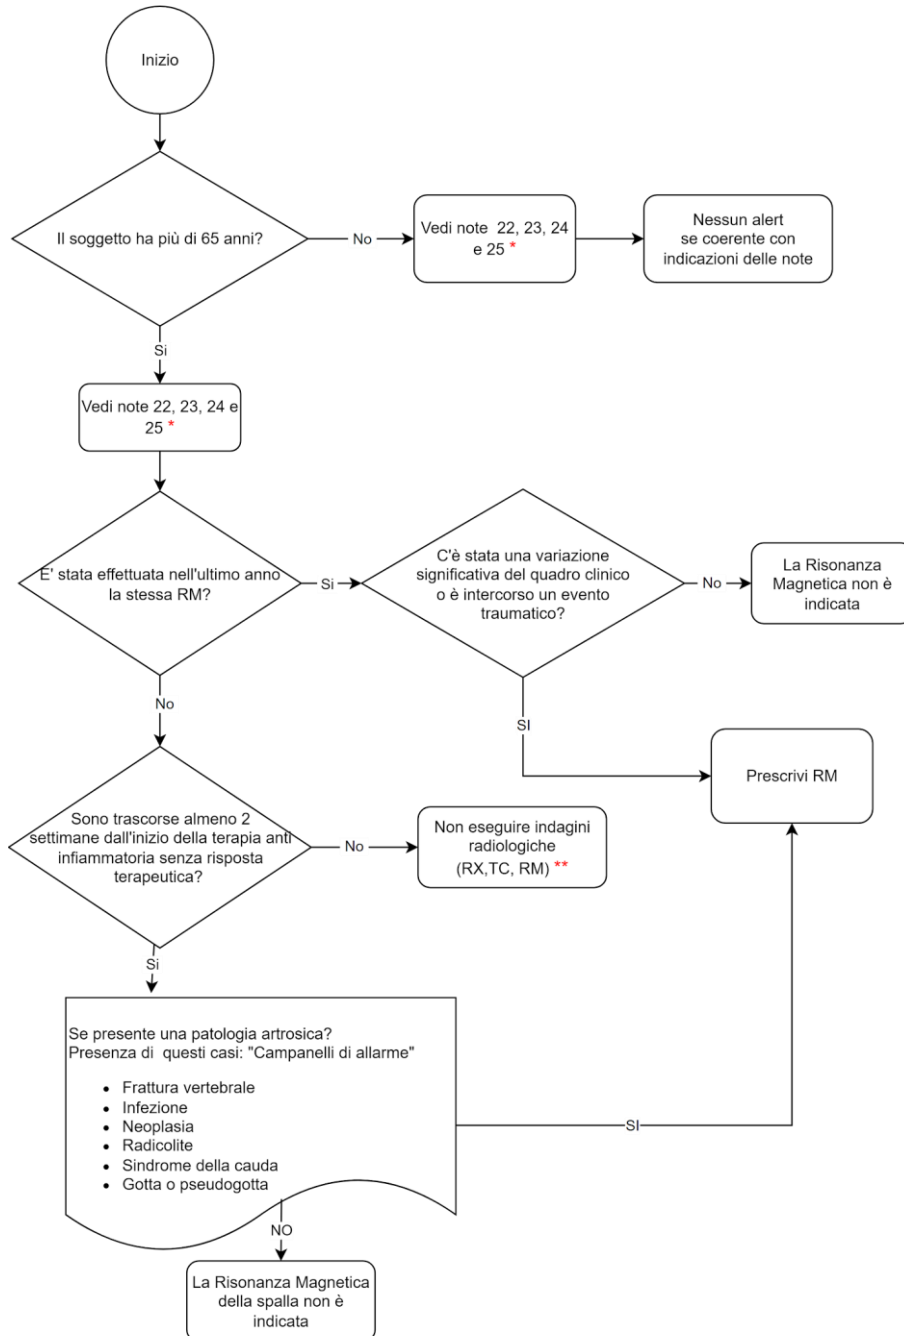 Inizio
Il soggetto ha più di 65 anni?
No
Vedi note 22, 23, 24
e 25 *
Nessun alert
se coerente con
indicazioni delle note
Si
Vedi note 22, 23, 24 e
25 *
E' stata effettuata nell'ultimo anno
la stessa RM?
Si
C'è stata una variazione
significativa del quadro clinico
o è intercorso un evento
traumatico?
No
La Risonanza
Magnetica non è
indicata
No
SI
Prescrivi RM
Sono trascorse almeno 2
settimane dall'inizio della terapia anti
infiammatoria senza risposta
terapeutica?
No
Non eseguire indagini
radiologiche
(RX,TC, RM) **
Si
Se presente una patologia artrosica?
Presenza di questi casi: "Campanelli di allarme"
• Frattura vertebrale
• Infezione
• Neoplasia
• Radicolite
• Sindrome della cauda
• Gotta o pseudogotta
SI
NO
La Risonanza Magnetica
della spalla non è
indicata